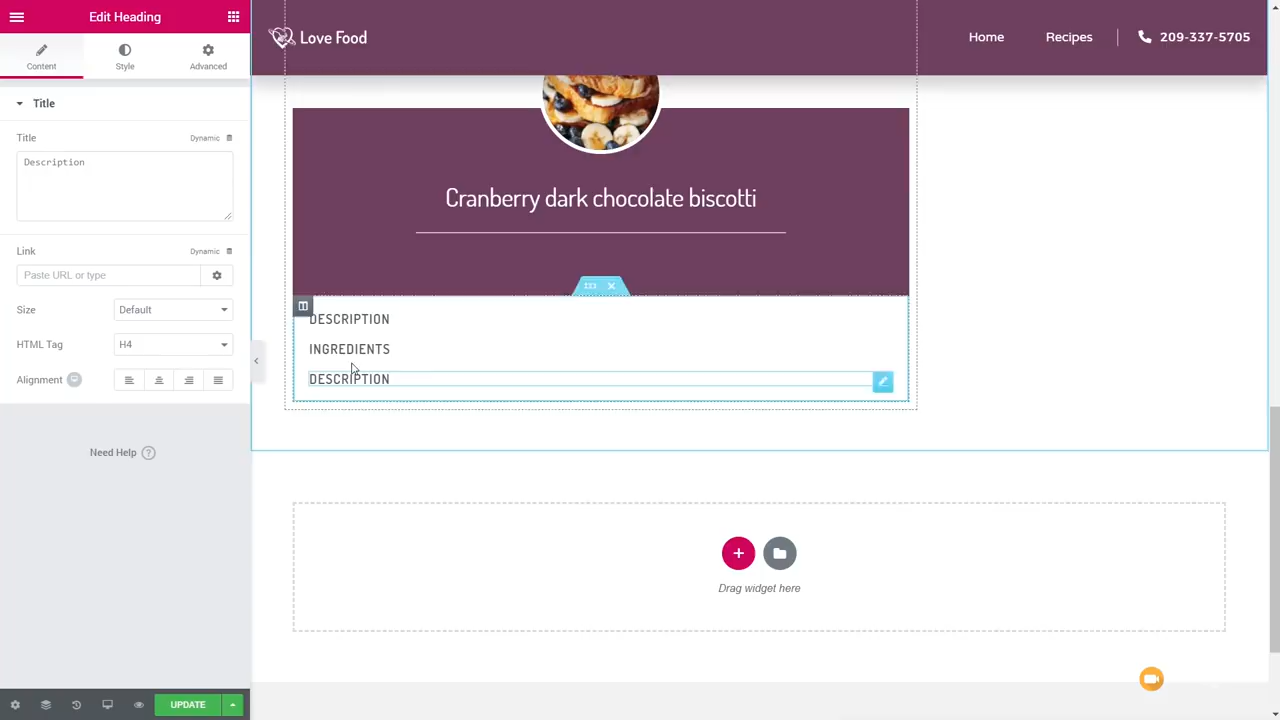 Edit Heading
Content
Style
Advanced
Title
Title
Dynamic
Description
Link
Dynamic
Paste URL or type
Size
Default
HTML Tag
H4
Alignment
Need Help ?
UPDATE
Love Food
Home
Recipes
209-337-5705
Cranberry dark chocolate biscotti
DESCRIPTION
INGREDIENTS
DESCRIPTION
Drag widget here